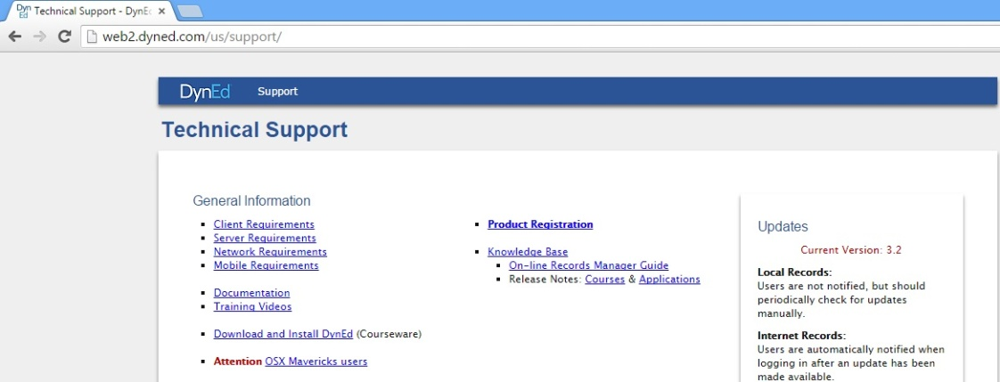 Dyn Ed Technical Support - DynEd
web2.dyned.com/us/support/
DynEd Support
Technical Support
General Information
Client Requirements
Server Requirements
Network Requirements
Mobile Requirements
Documentation
Training Videos
Download and Install DynEd (Courseware)
Attention OSX Mavericks users
Product Registration
Knowledge Base
On-line Records Manager Guide
Release Notes: Courses & Applications
Updates
Current Version: 3.2
Local Records:
Users are not notified, but should
periodically check for updates
manually.
Internet Records:
Users are automatically notified when
logging in after an update has been
made available.